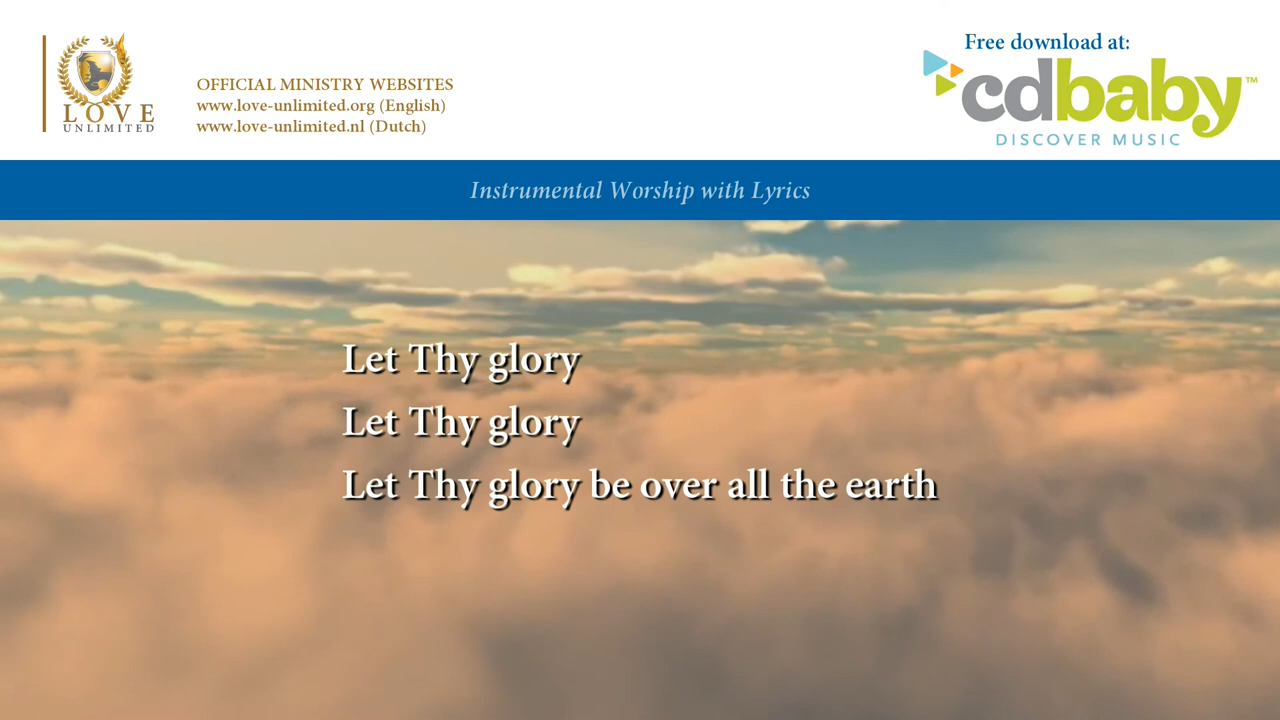 LOVE
UNLIMITED
OFFICIAL MINISTRY WEBSITES
www.love-unlimited.org (English)
www.love-unlimited.nl (Dutch)
Free download at:
cdbaby™
DISCOVER MUSIC
Instrumental Worship with Lyrics
Let Thy glory
Let Thy glory
Let Thy glory be over all the earth